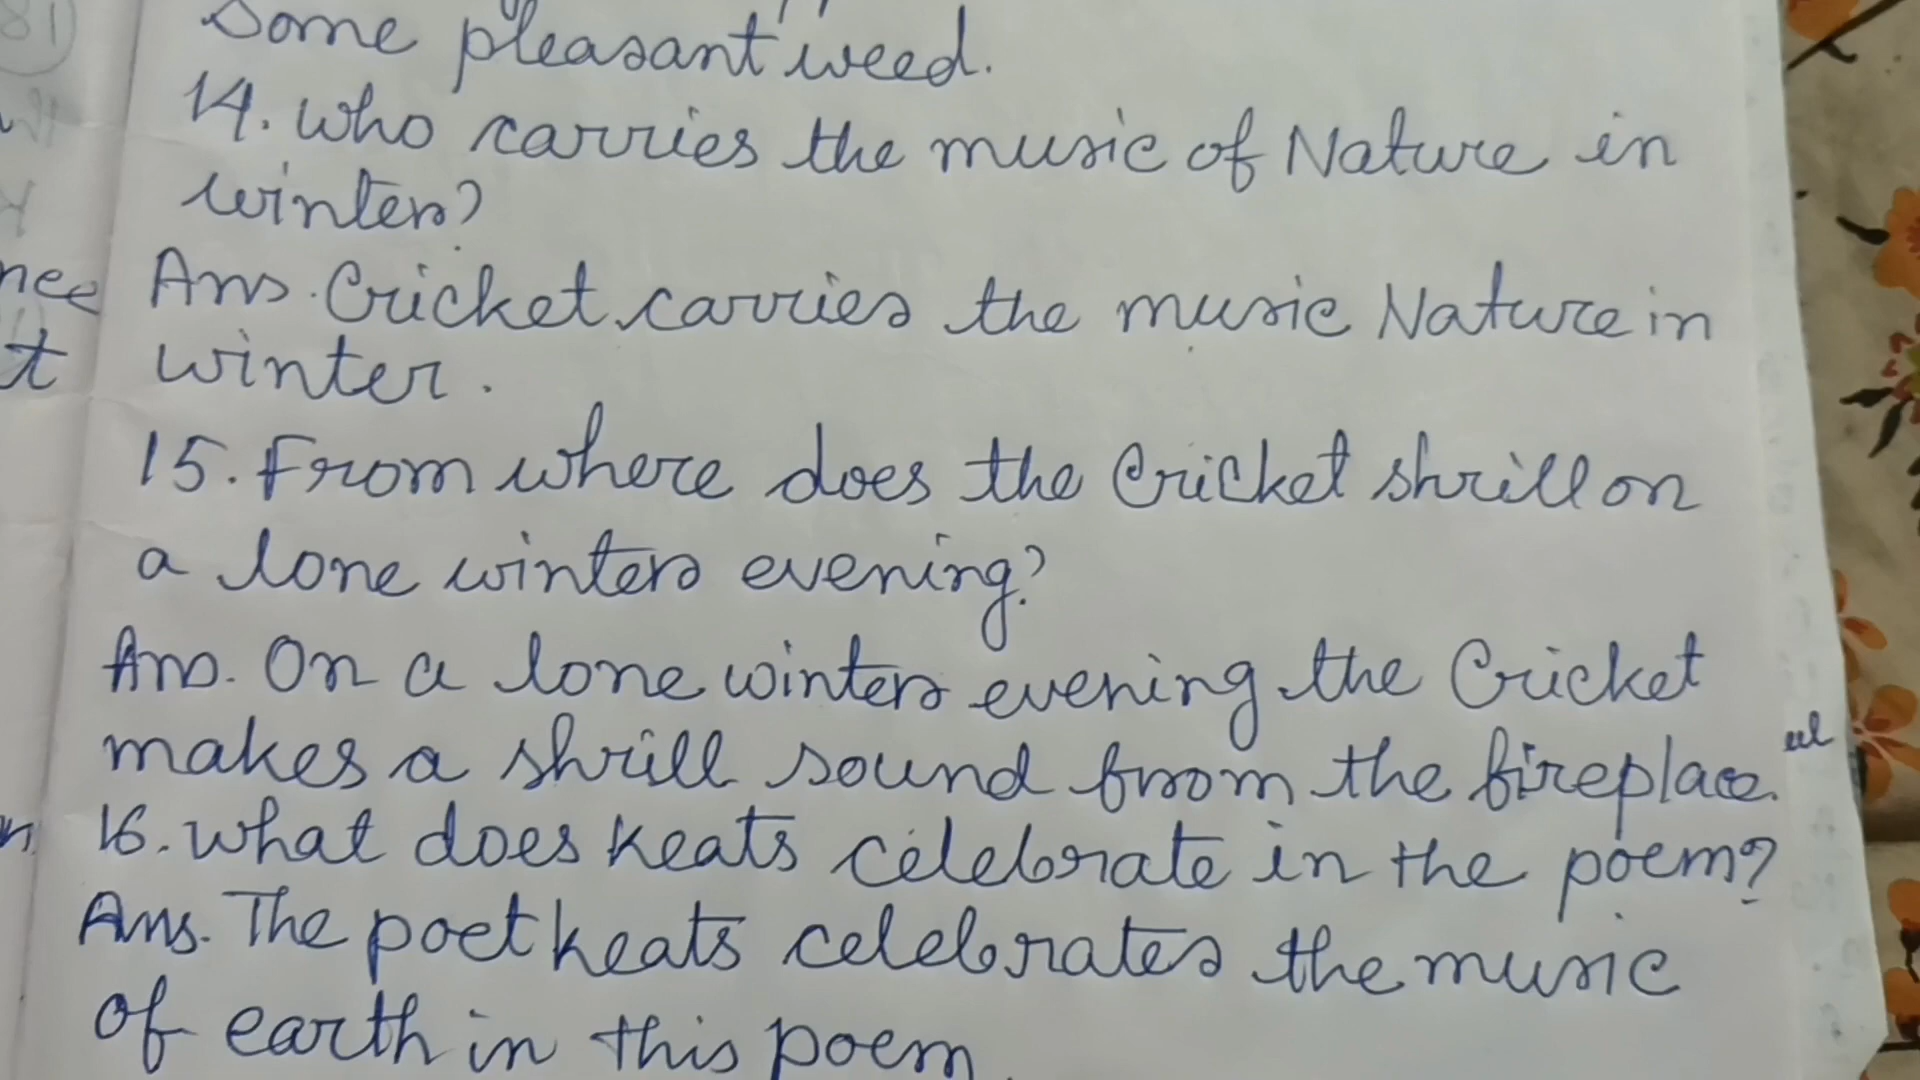 Some pleasant weed.
14. Who carries the music of Nature in
winter?
Ans. Cricket carries the music Nature in
winter.
15. From where does the Cricket shrill on
a lone winters evening?
Ans. On a lone winters evening the Cricket
makes a shrill sound from the fireplace.
16. What does Keats celebrate in the poem?
Ans. The poet Keats celebrates the music
of earth in this poem.